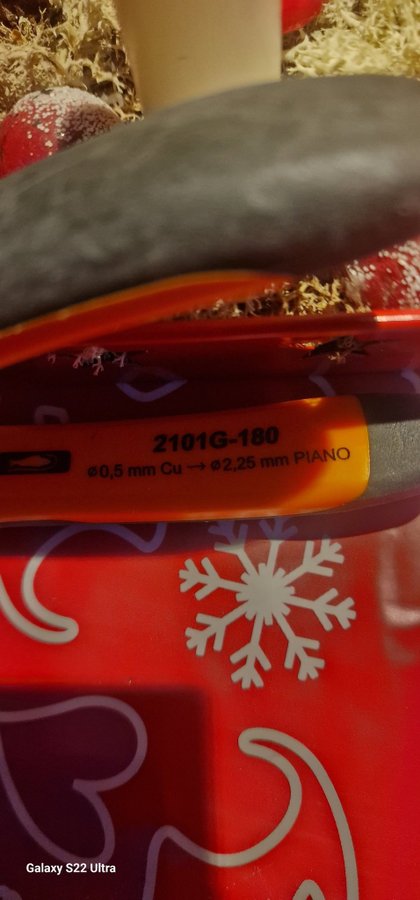 2101G-180
ø0,5 mm Cu → ø2,25 mm PIANO
Galaxy S22 Ultra